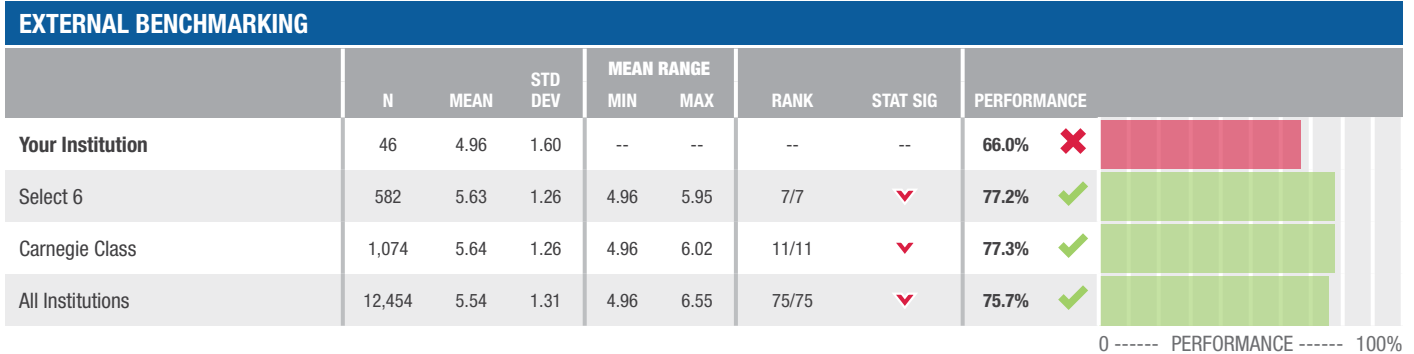 EXTERNAL BENCHMARKING
MEAN RANGE
N MEAN STD DEV MIN MAX RANK STAT SIG PERFORMANCE
Your Institution 46 4.96 1.60 -- -- -- -- 66.0%
Select 6 582 5.63 1.26 4.96 5.95 7/7 77.2%
Carnegie Class 1,074 5.64 1.26 4.96 6.02 11/11 77.3%
All Institutions 12,454 5.54 1.31 4.96 6.55 75/75 75.7%
0 ------ PERFORMANCE ------ 100%